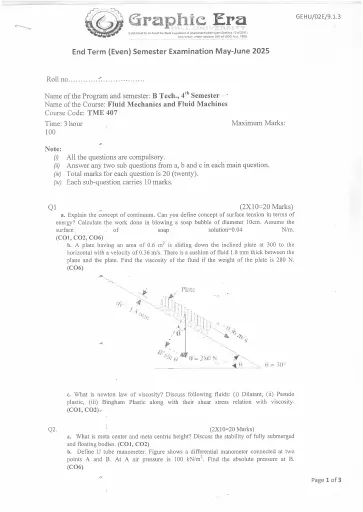 GEHU/02E/9.1.3
Graphic Era
End Term (Even) Semester Examination May-June 2025
Roll no
Name of the Program and semester: B Tech., 4th Semester
Name of the Course: Fluid Mechanics and Fluid Machines
Course Code: TME 407
Time: 3 hour Maximum Marks:
100
Note:
(i) All the questions are compulsory.
(ii) Answer any two sub questions from a, b and c in each main question.
(iii) Total marks for each question is 20 (twenty).
(iv) Each sub-question carries 10 marks.
Q1 (2X10=20 Marks)
a. Explain the concept of continuum. Can you define concept of surface tension in terms of
energy? Calculate the work done in blowing a soap bubble of diameter 10cm. Assume the
surface of soap solution=0.04 N/m.
(CO1, CO2, CO6)
b. A plate having an area of 0.6 m² is sliding down the inclined plate at 300 to the
horizontal with a velocity of 0.36 m/s. There is a cushion of fluid 1.8 mm thick between the
plane and the plate. Find the viscosity of the fluid if the weight of the plate is 280 N.
(CO6)
Plate
θ = 30°
c. What is newton law of viscosity? Discuss following fluids: (i) Dilatant, (ii) Pseudo
plastic, (iii) Bingham Plastic along with their shear stress relation with viscosity.
(CO1, CO2)
Q2. (2X10=20 Marks)
a. What is meta center and meta centric height? Discuss the stability of fully submerged
and floating bodies. (CO1, CO2)
b. Define U tube manometer. Figure shows a differential manometer connected at two
points A and B. At A air pressure is 100 kN/m². Find the absolute pressure at B.
(CO6)
Page 1 of 3